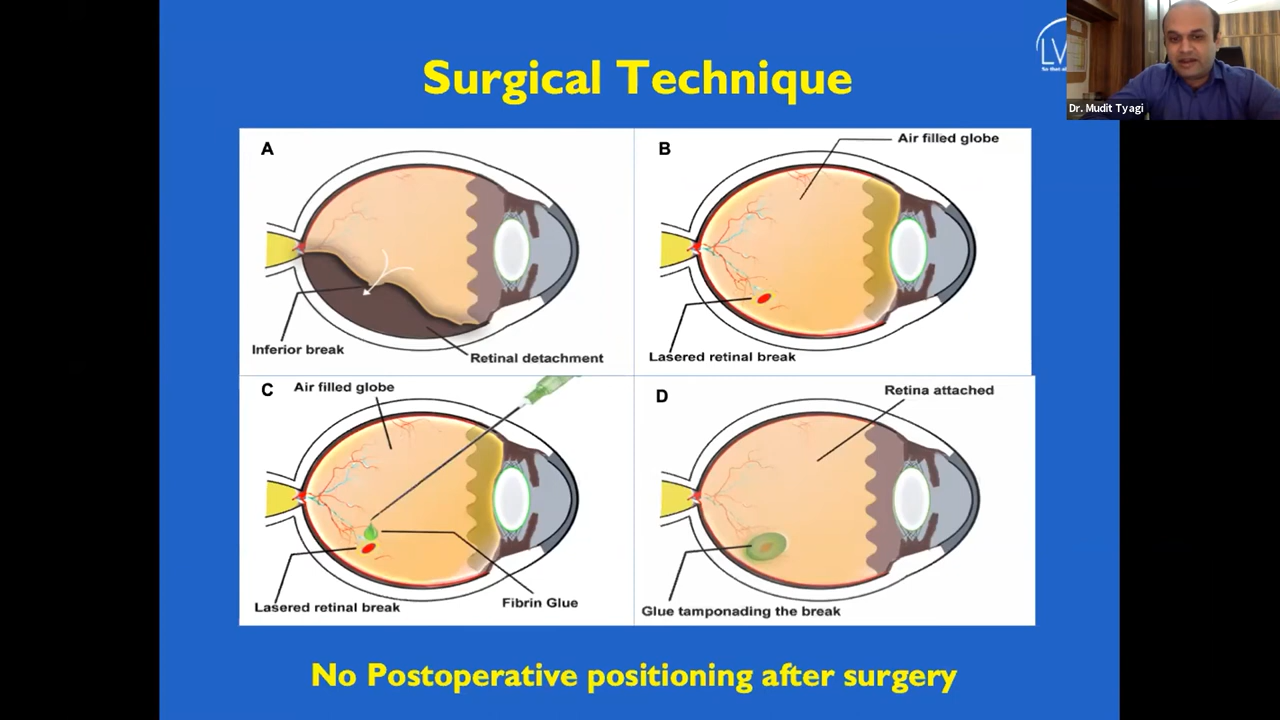 Surgical Technique
LV
Dr. Mudit Tyagi
A
Inferior break
Retinal detachment
B
Air filled globe
Lasered retinal break
C
Air filled globe
Lasered retinal break
Fibrin Glue
D
Retina attached
Glue tamponading the break
No Postoperative positioning after surgery